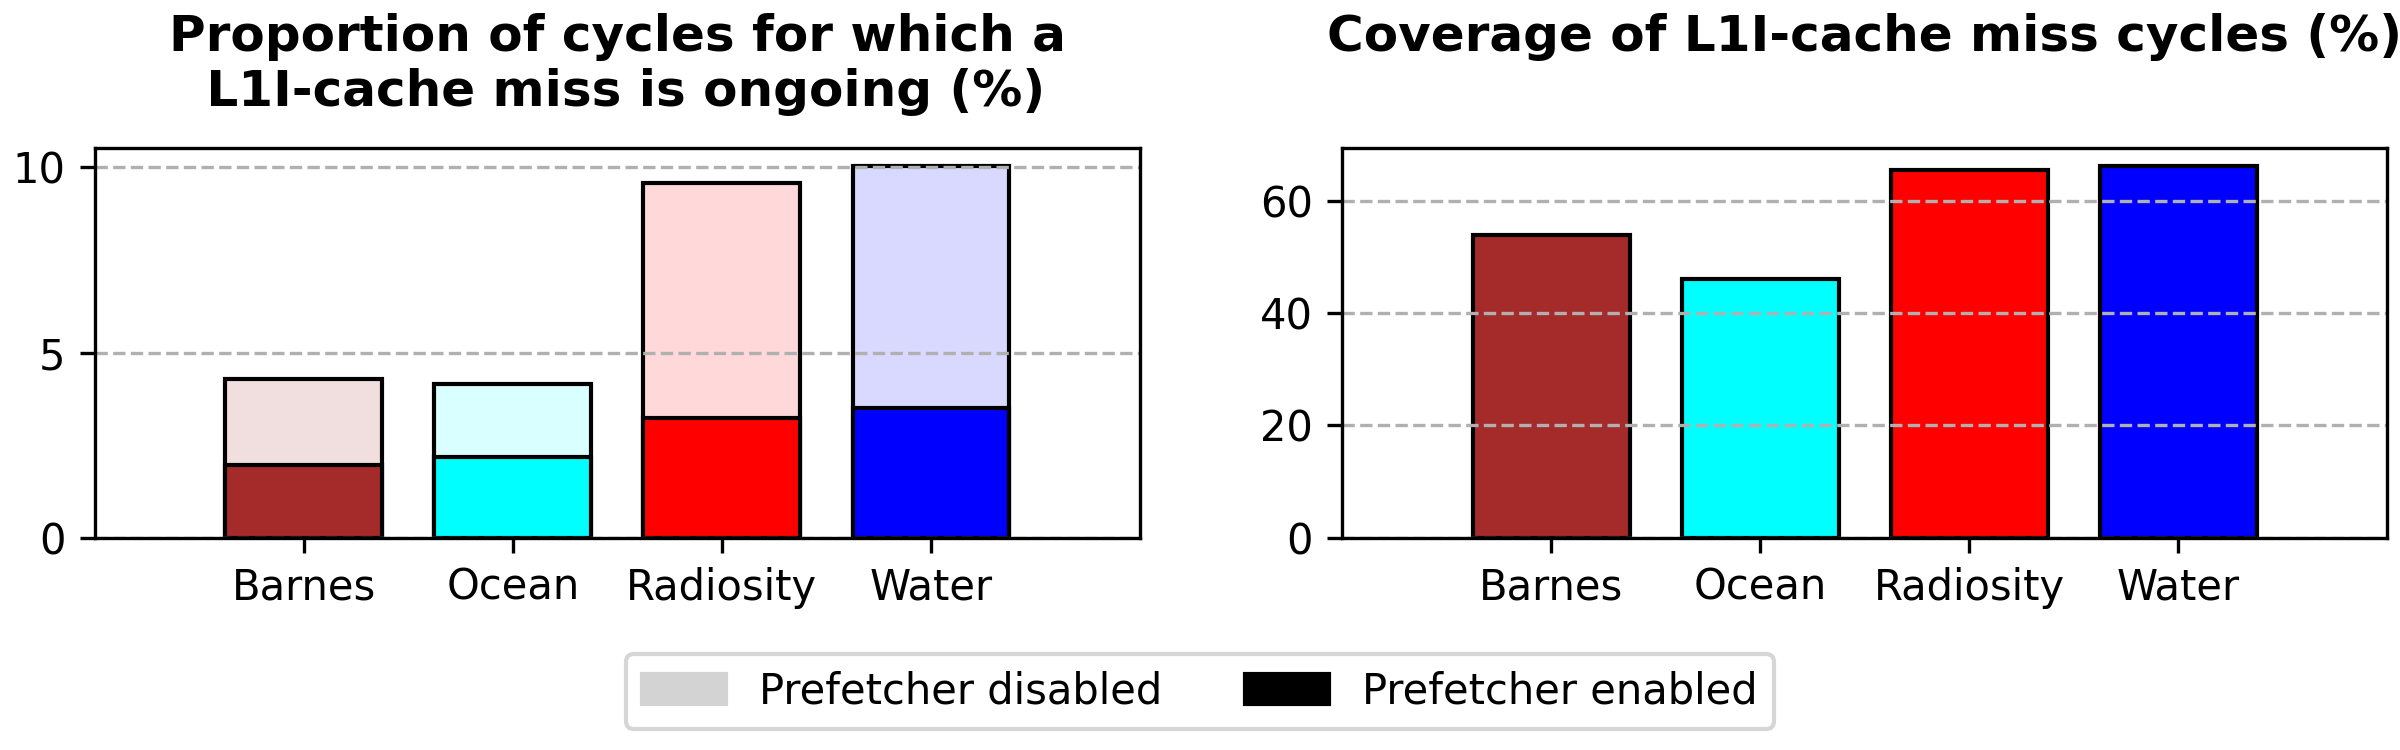 Proportion of cycles for which a
L1I-cache miss is ongoing (%)
10
5
0
Barnes Ocean Radiosity Water
Coverage of L1I-cache miss cycles (%)
60
40
20
0
Barnes Ocean Radiosity Water
Prefetcher disabled Prefetcher enabled